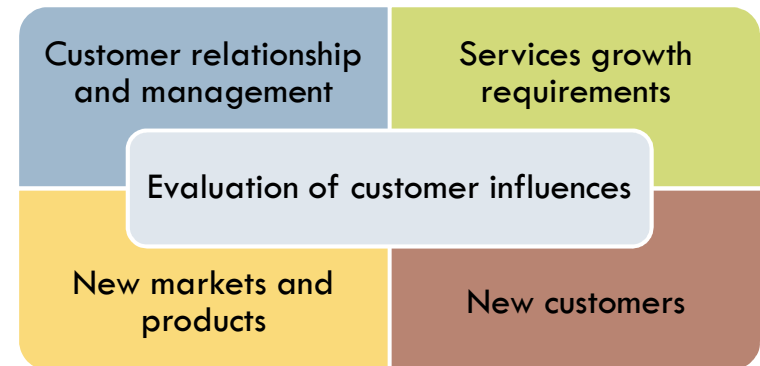 Customer relationship
and management
Services growth
requirements
Evaluation of customer influences
New markets and
products
New customers